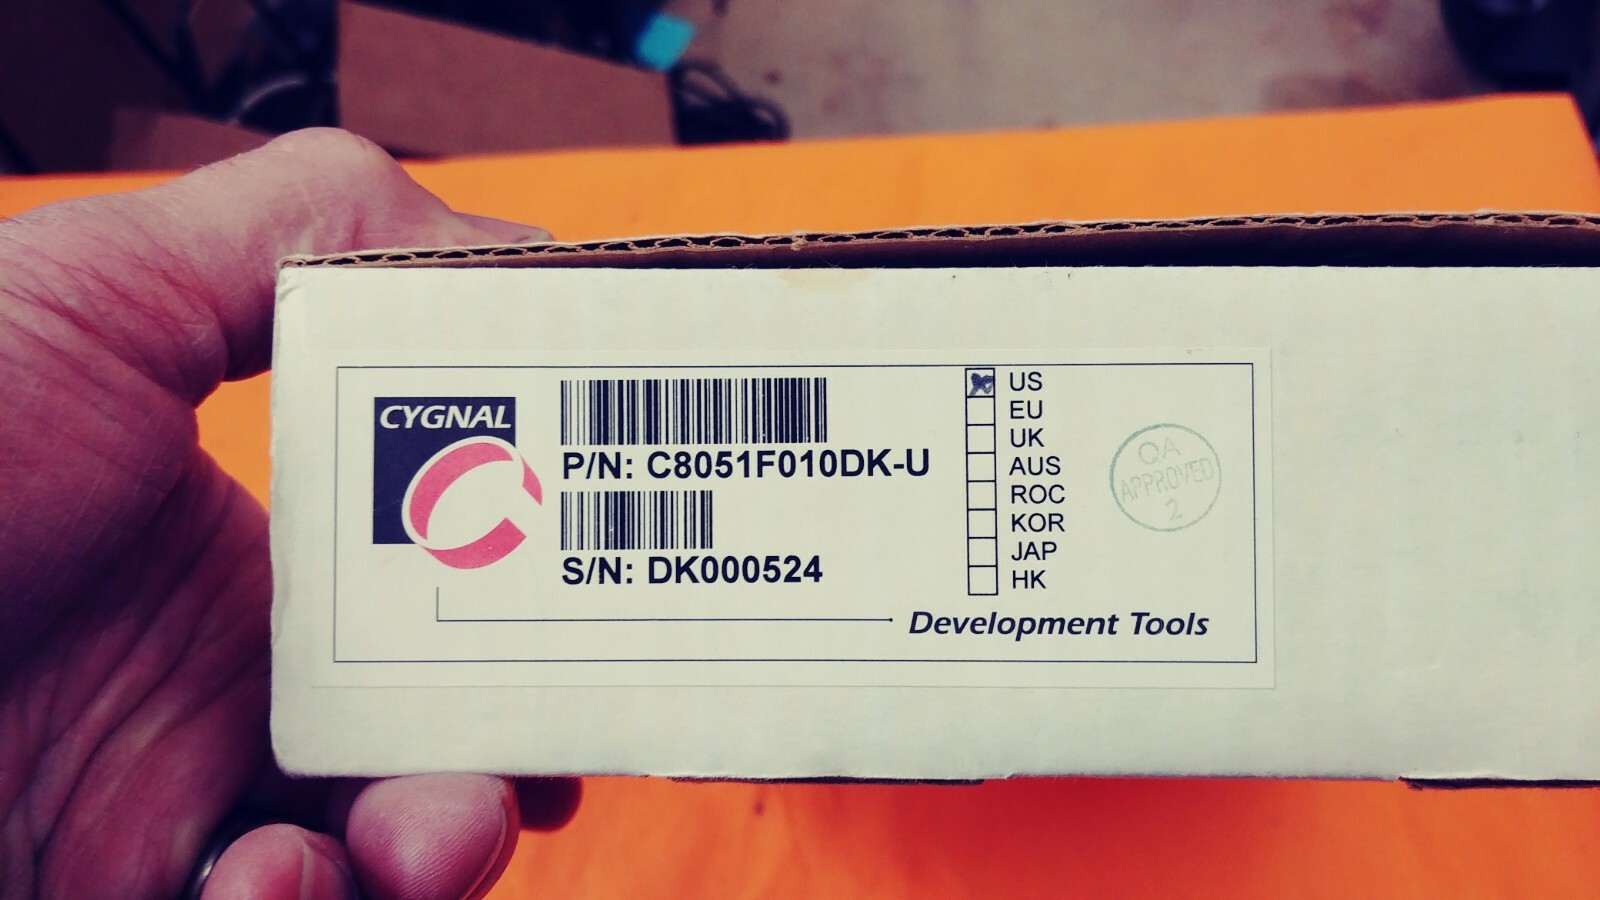 CYGNAL
P/N: C8051F010DK-U
S/N: DK000524
US
EU
UK
AUS
ROC
KOR
JAP
HK
QA
APPROVED
2
Development Tools